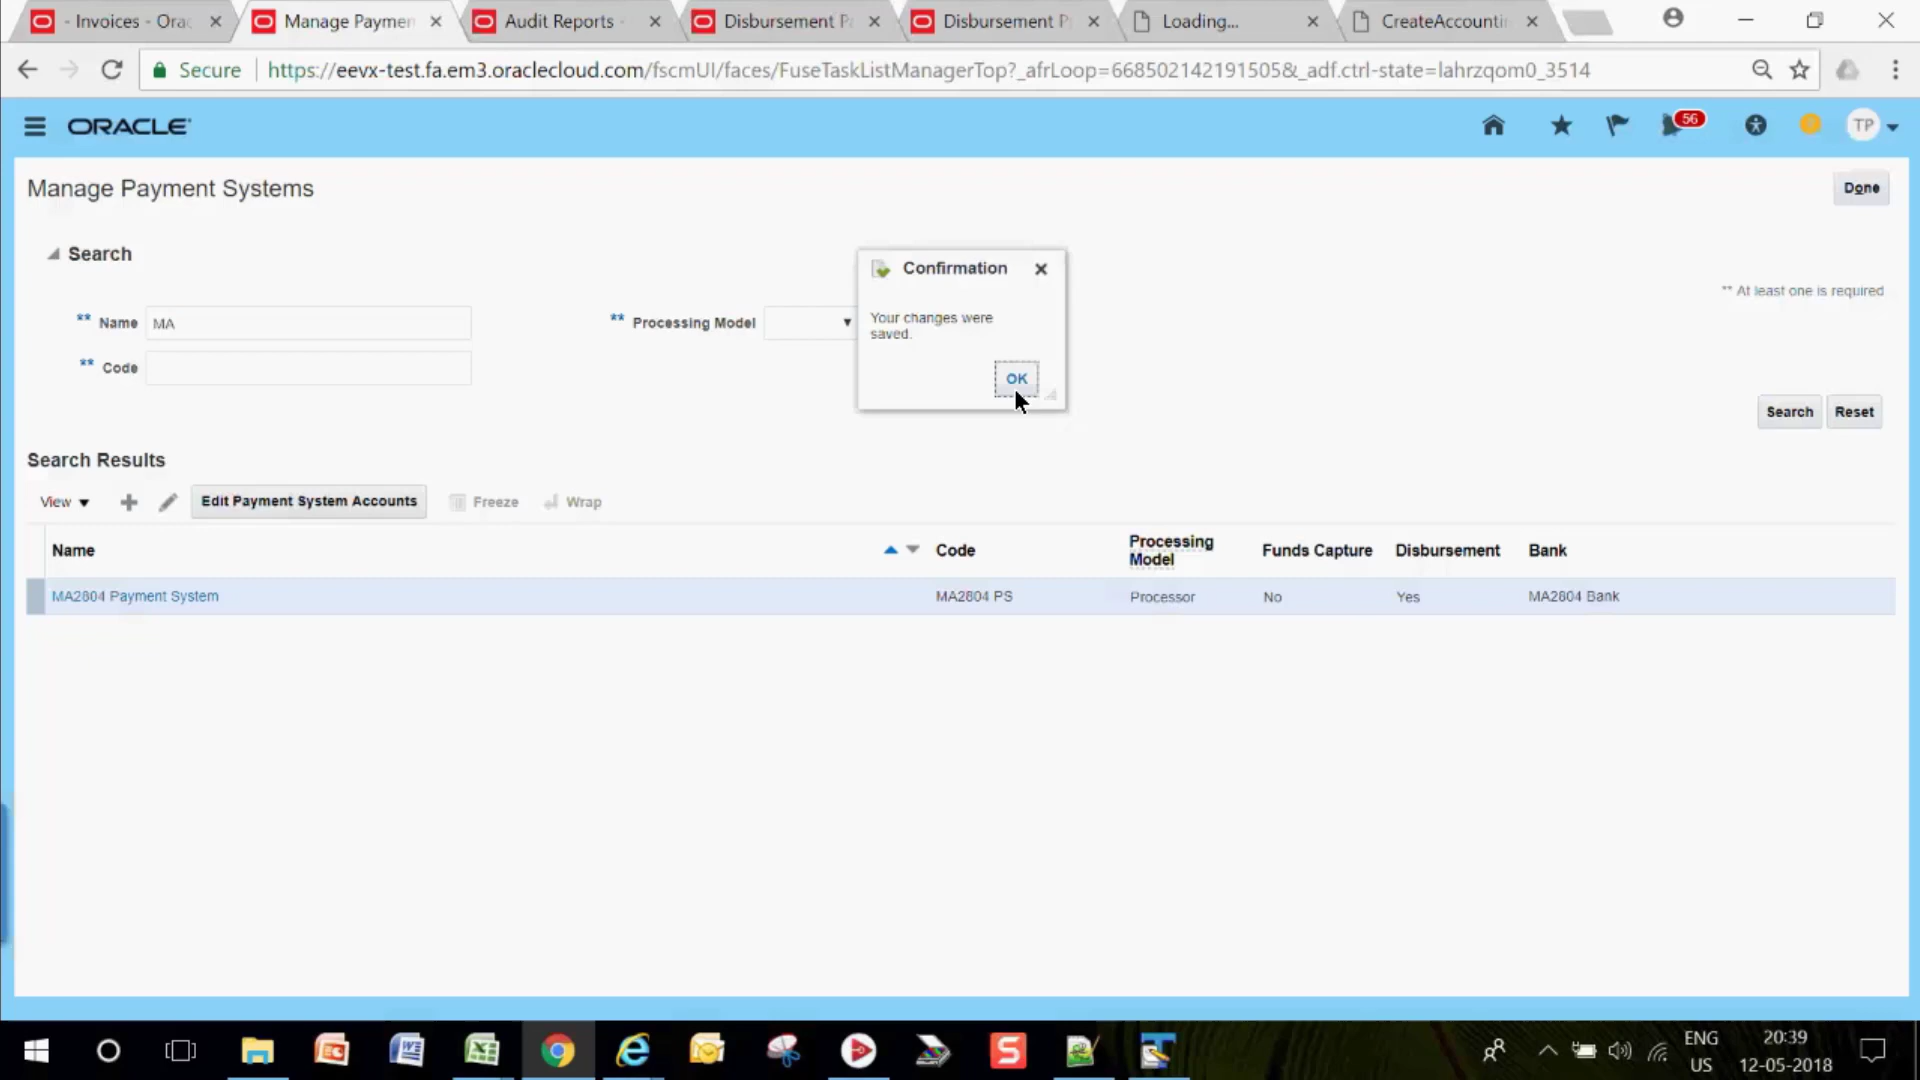 - Invoices - Orac
Manage Paymen
Audit Reports -
Disbursement Pa
Disbursement P
Loading...
CreateAccounti
Secure
https://eevx-test.fa.em3.oraclecloud.com/fscmUI/faces/FuseTaskListManagerTop?_afrLoop=668502142191505&_adf.ctrl-state=lahrzqom0_3514
ORACLE
56
TP
Manage Payment Systems
Done
Search
** At least one is required
** Name MA
** Processing Model
** Code
Confirmation
Your changes were
saved.
OK
Search Reset
Search Results
View
Edit Payment System Accounts
Freeze
Wrap
Name
Code
Processing
Model
Funds Capture
Disbursement
Bank
MA2804 Payment System
MA2804 PS
Processor
No
Yes
MA2804 Bank
ENG
US
20:39
12-05-2018